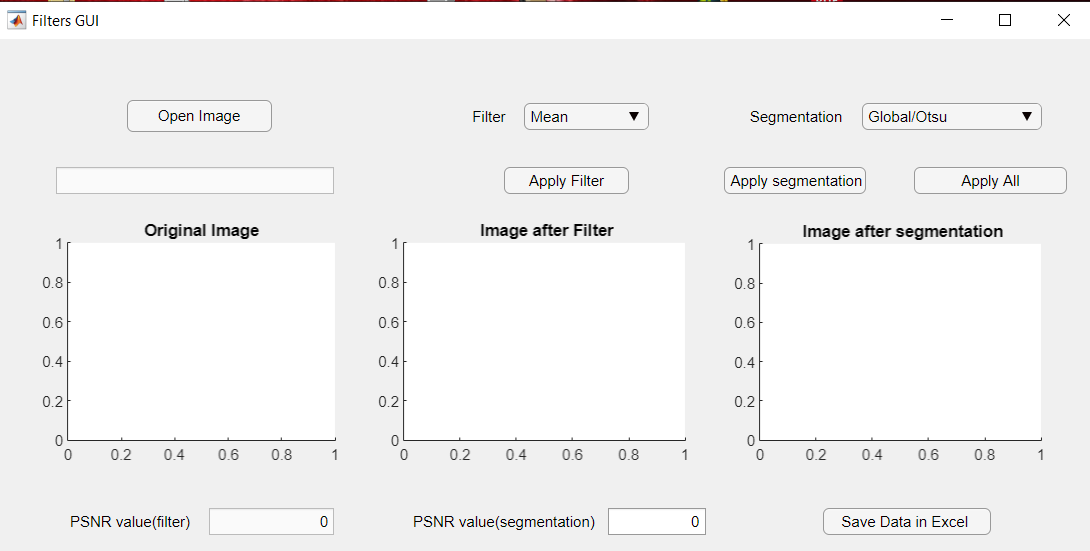 Filters GUI
Open Image
Filter Mean
Segmentation Global/Otsu
Apply Filter
Apply segmentation
Apply All
Original Image
1
0.8
0.6
0.4
0.2
0
0 0.2 0.4 0.6 0.8 1
Image after Filter
1
0.8
0.6
0.4
0.2
0
0 0.2 0.4 0.6 0.8 1
Image after segmentation
1
0.8
0.6
0.4
0.2
0
0 0.2 0.4 0.6 0.8 1
PSNR value(filter) 0
PSNR value(segmentation) 0
Save Data in Excel